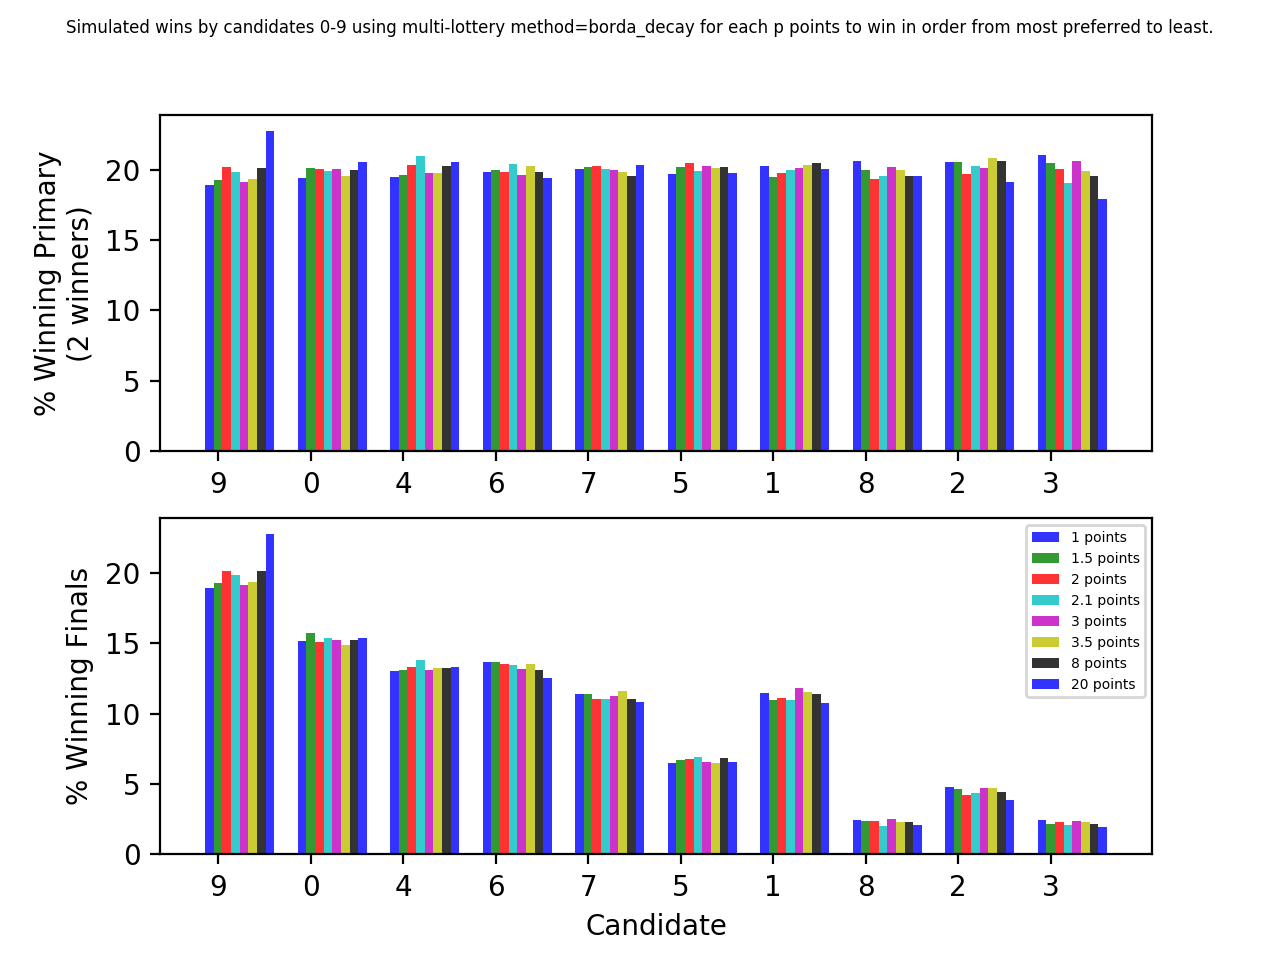 Simulated wins by candidates 0-9 using multi-lottery method=borda_decay for each p points to win in order from most preferred to least.
% Winning Primary
(2 winners)
20
15
10
5
0
9 0 4 6 7 5 1 8 2 3
% Winning Finals
20
15
10
5
0
1 points
1.5 points
2 points
2.1 points
3 points
3.5 points
8 points
20 points
9 0 4 6 7 5 1 8 2 3
Candidate